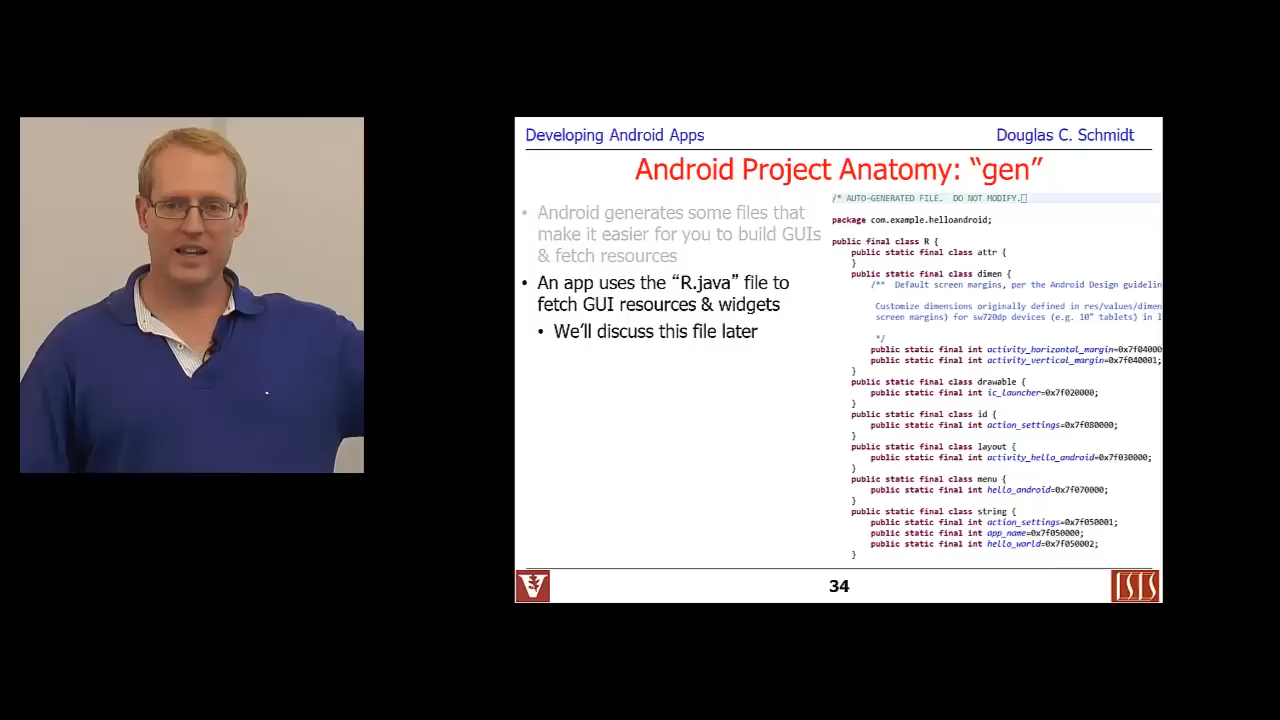 Developing Android Apps
Douglas C. Schmidt
Android Project Anatomy: “gen”
• Android generates some files that
make it easier for you to build GUIs
& fetch resources
• An app uses the “R.java” file to
fetch GUI resources & widgets
• We’ll discuss this file later
/* AUTO-GENERATED FILE.  DO NOT MODIFY.
package com.example.helloandroid;
public final class R {
public static final class attr {
}
public static final class dimen {
/**  Default screen margins, per the Android Design guidelin
Customize dimensions originally defined in res/values/dimen
screen margins) for sw720dp devices (e.g. 10" tablets) in l
*/
public static final int activity_horizontal_margin=0x7f04000
public static final int activity_vertical_margin=0x7f040001;
}
public static final class drawable {
public static final int ic_launcher=0x7f020000;
}
public static final class id {
public static final int action_settings=0x7f080000;
}
public static final class layout {
public static final int activity_hello_android=0x7f030000;
}
public static final class menu {
public static final int hello_android=0x7f070000;
}
public static final class string {
public static final int action_settings=0x7f050001;
public static final int app_name=0x7f050000;
public static final int hello_world=0x7f050002;
}
V
34
ISIS